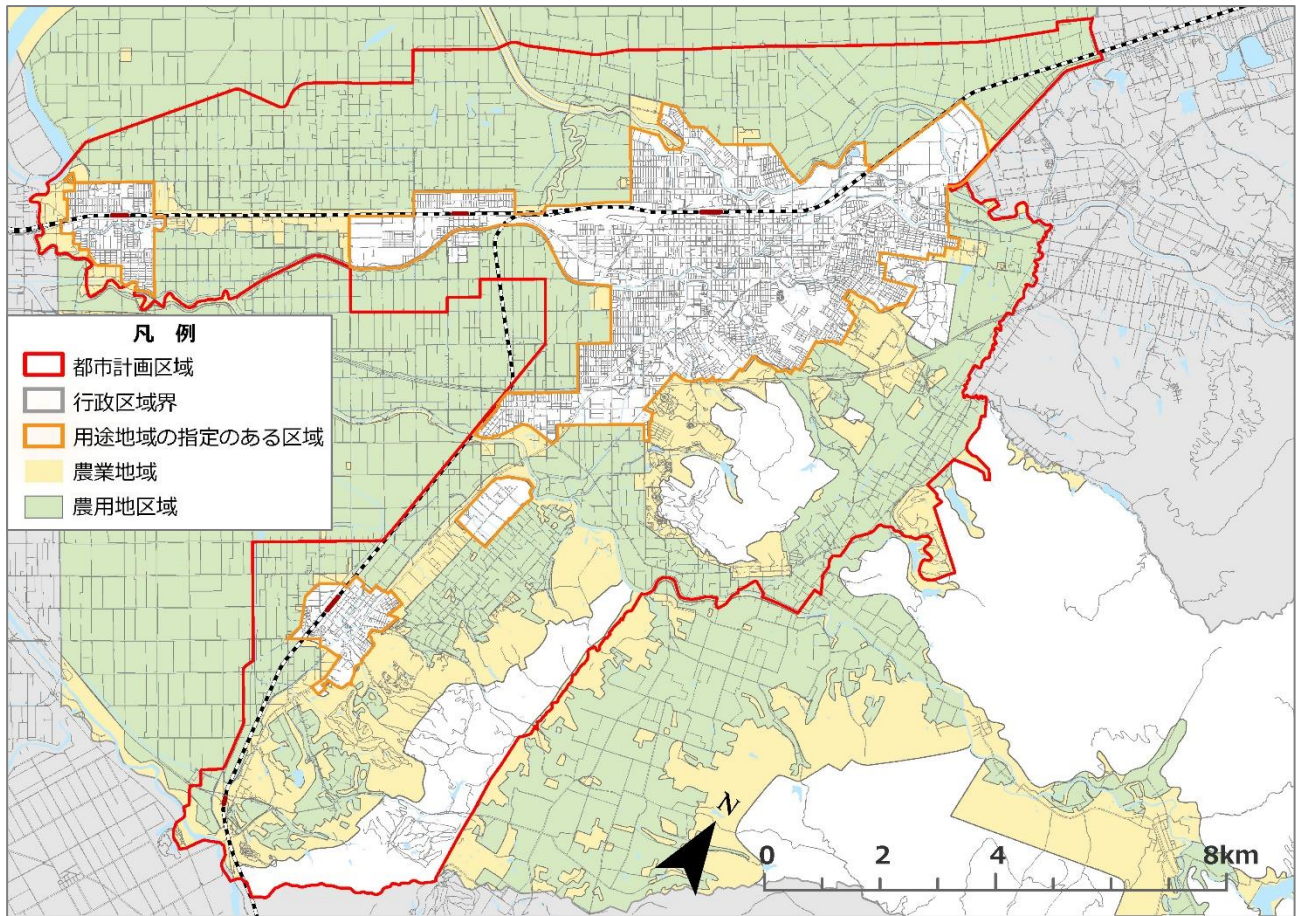 凡 例
都市計画区域
行政区域界
用途地域の指定のある区域
農業地域
農用地区域
N
0 2 4 8km